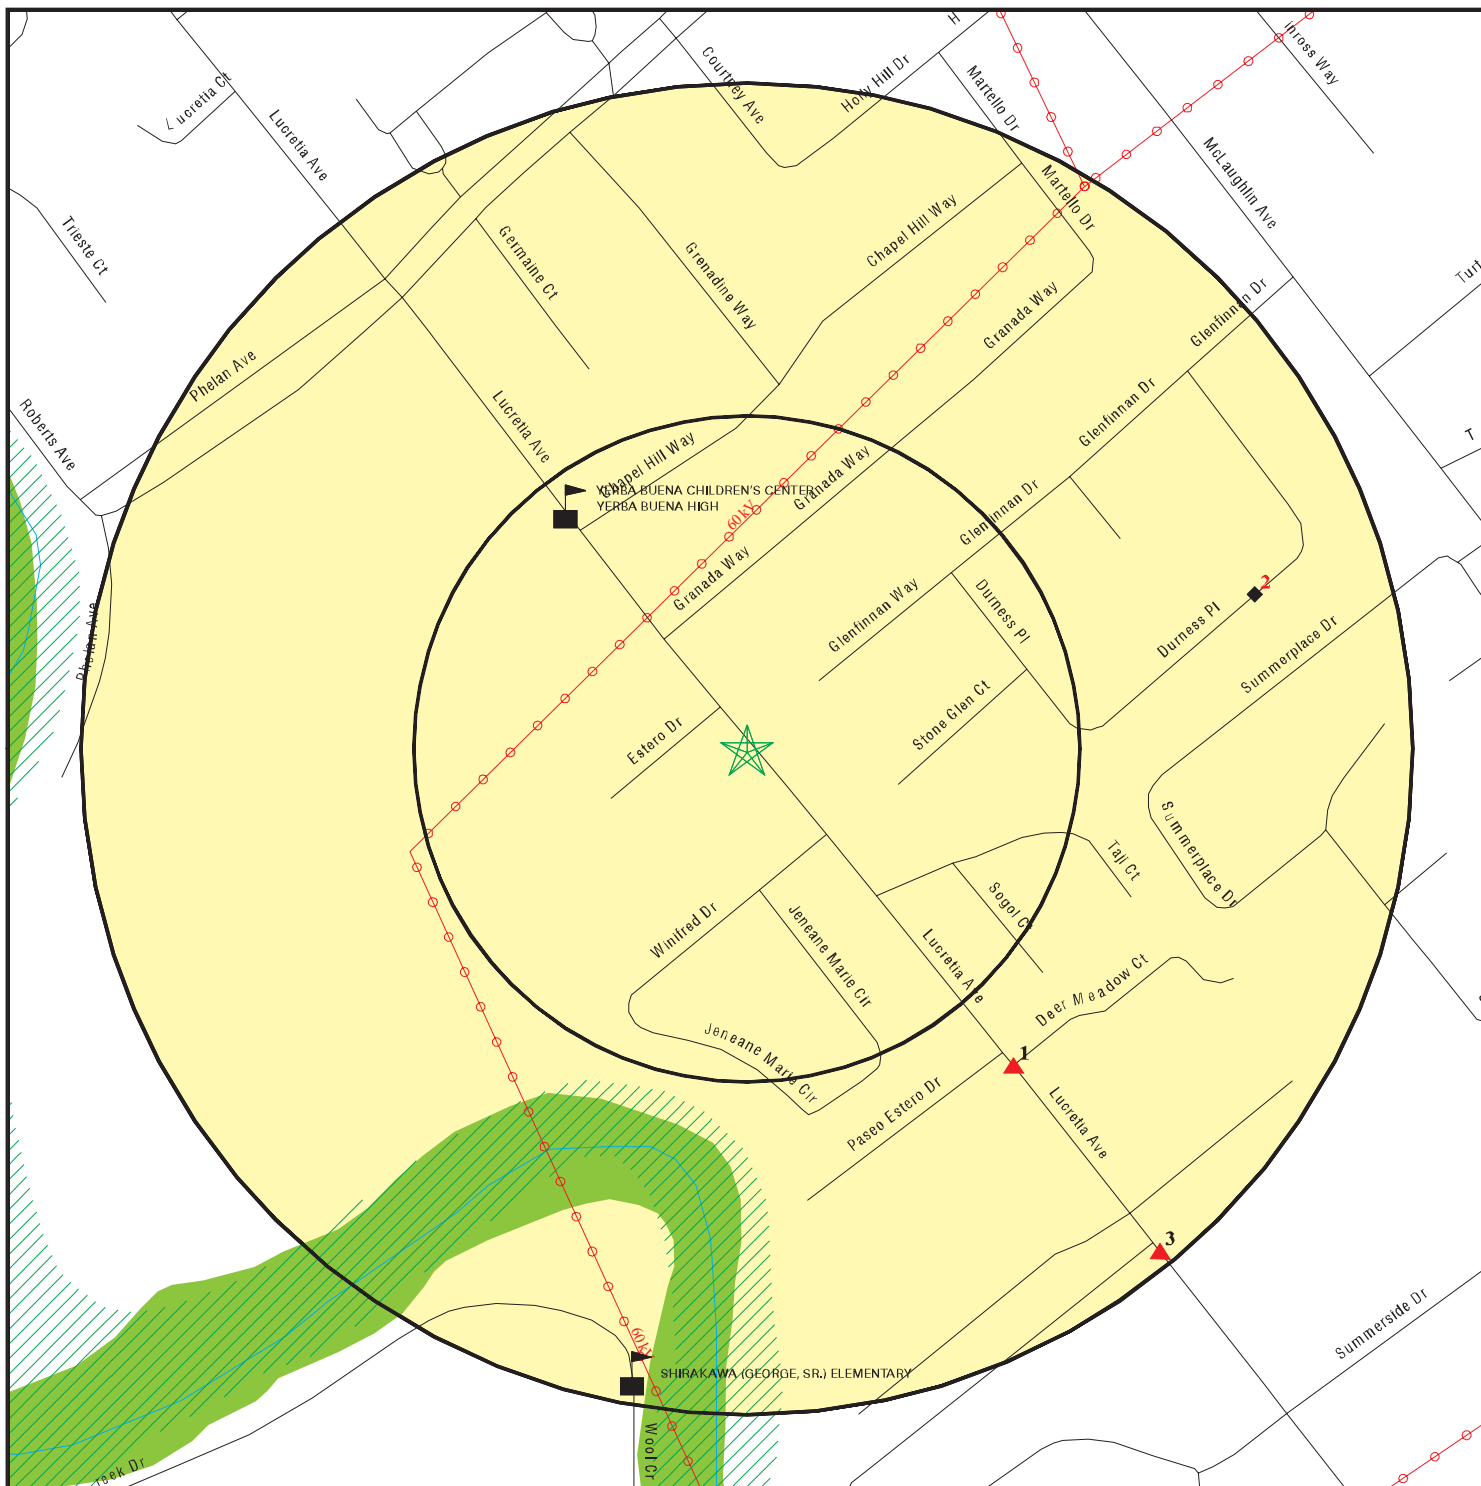 H
Inross Way
Courtney Ave
Holly Hill Dr
Martello Dr
Lucretia Ct
Lucretia Ave
McLaughlin Ave
Martello Dr
Chapel Hill Way
Trieste Ct
Germaine Ct
Grenadine Way
Turt
Granada Way
Glenfinnan Dr
Phelan Ave
Glenfinnan Dr
Roberts Ave
Lucretia Ave
T
Chapel Hill Way
Granada Way
YERBA BUENA CHILDREN'S CENTER
YERBA BUENA HIGH
60kV
Glenfinnan Dr
Granada Way
2
Durness Pl
Glenfinnan Way
Durness Pl
Phelan Ave
Summerplace Dr
Stone Glen Ct
Estero Dr
Summerplace Dr
Taji Ct
Sogol Ct
Winifred Dr
Jeneane Marie Cir
Lucretia Ave
Deer Meadow Ct
1
Jeneane Marie Cir
Paseo Estero Dr
Lucretia Ave
3
60kV
Summerside Dr
SHIRAKAWA (GEORGE, SR.) ELEMENTARY
Wool Cr
reek Dr